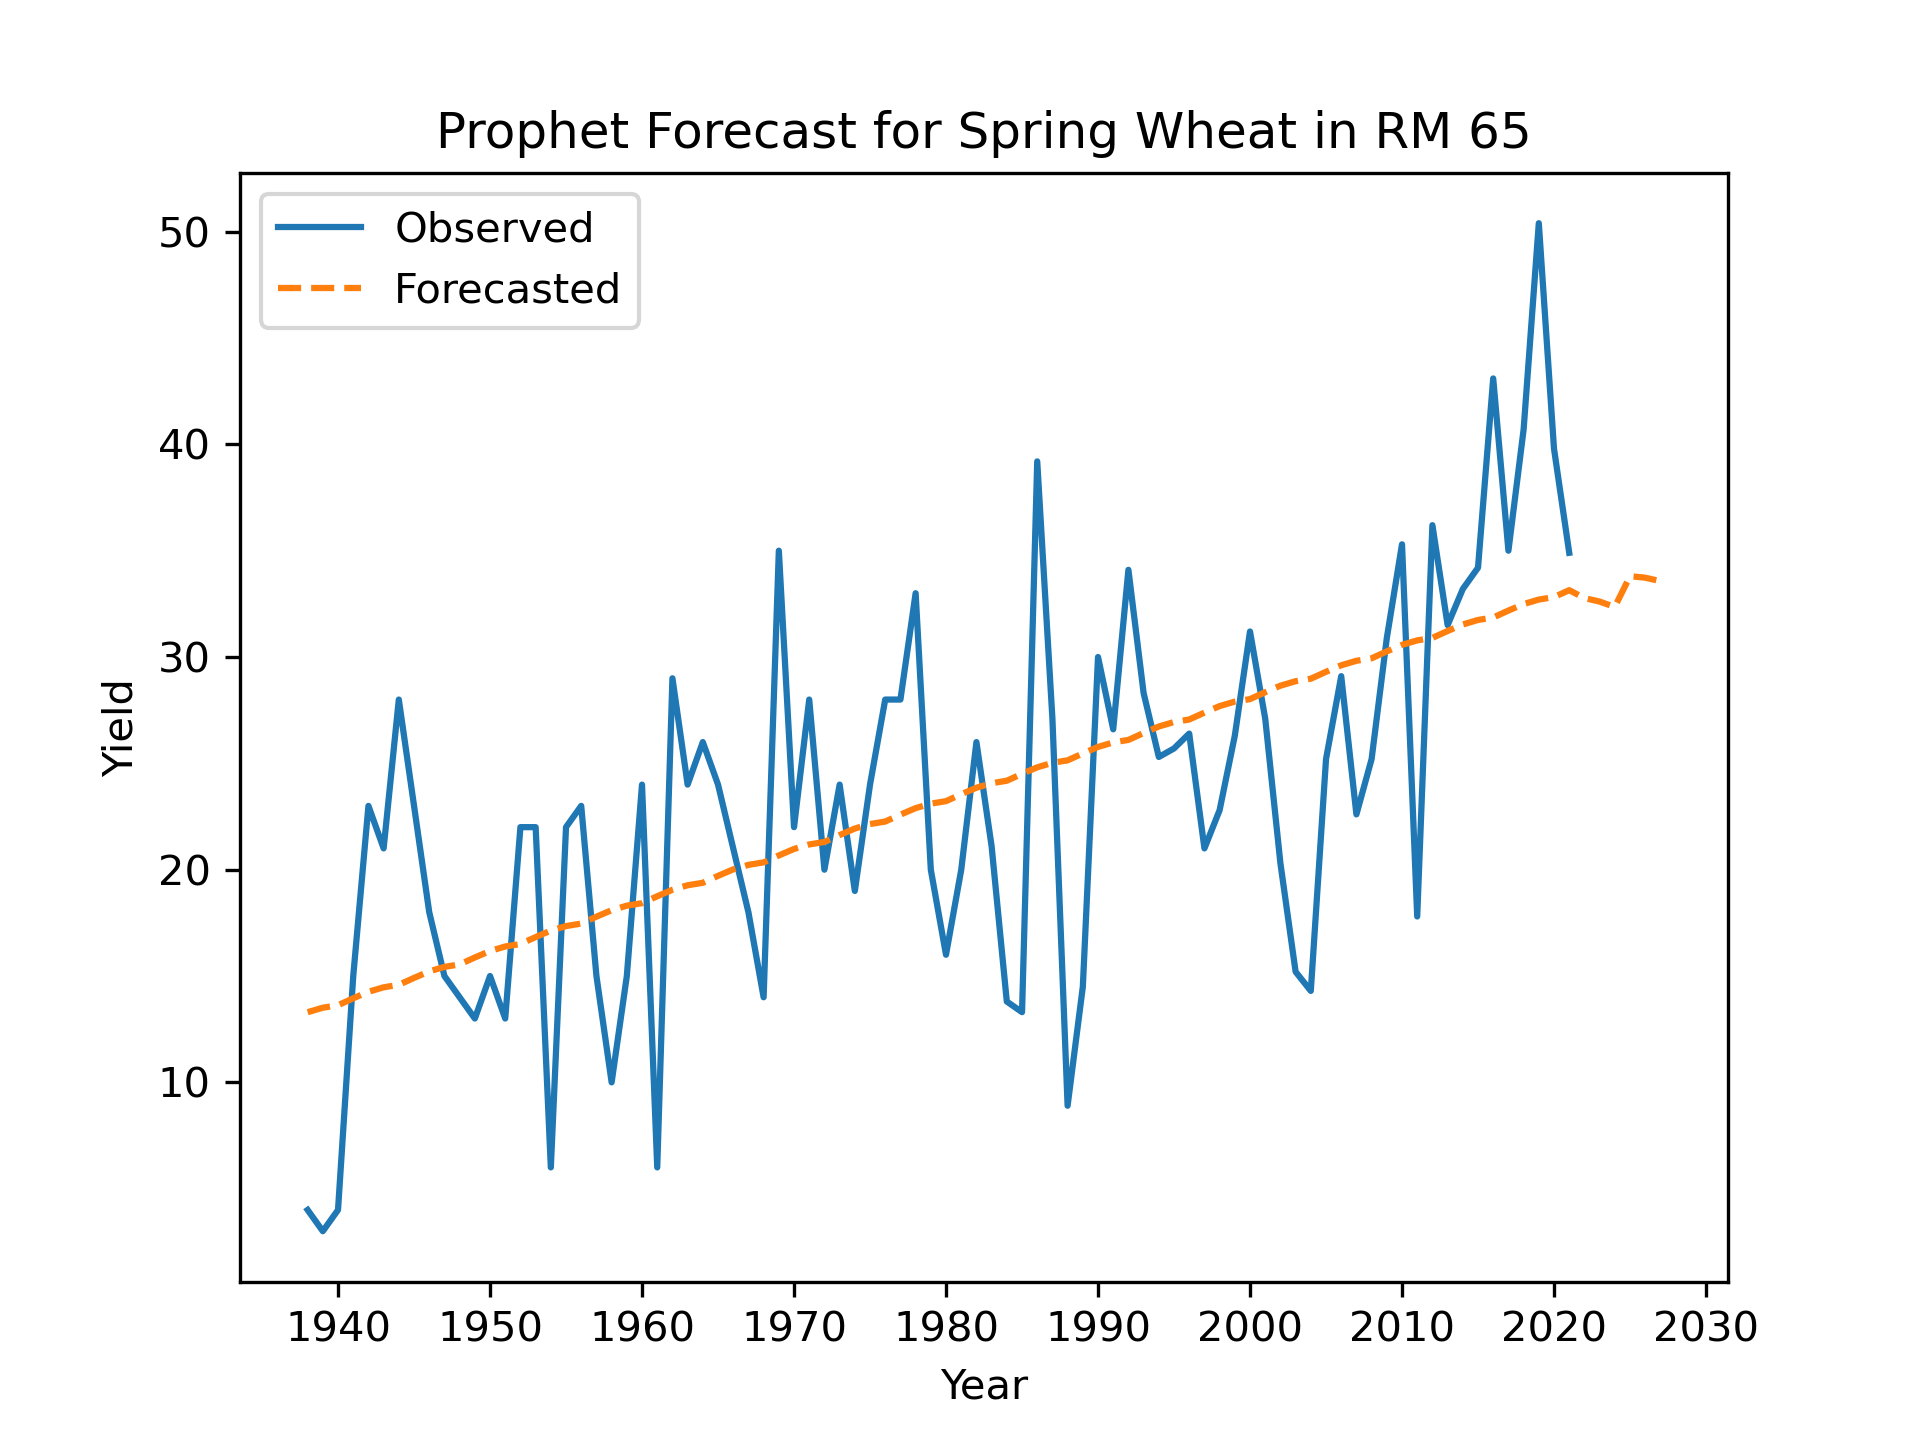 Prophet Forecast for Spring Wheat in RM 65
Observed
Forecasted
50
40
30
20
10
Yield
1940 1950 1960 1970 1980 1990 2000 2010 2020 2030
Year